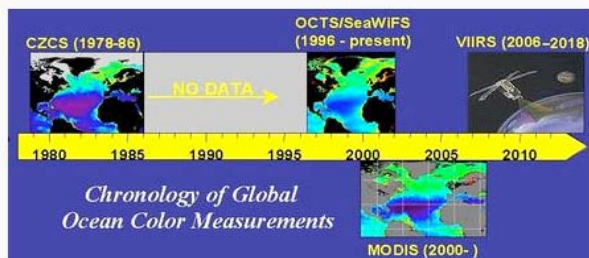 OCTS/SeaWiFS
CZCS (1978-86)
(1996 - present)
VIIRS (2006–2018)
NO DATA
1980
1985
1990
1995
2000
2005
2010
Chronology of Global
Ocean Color Measurements
MODIS (2000- )